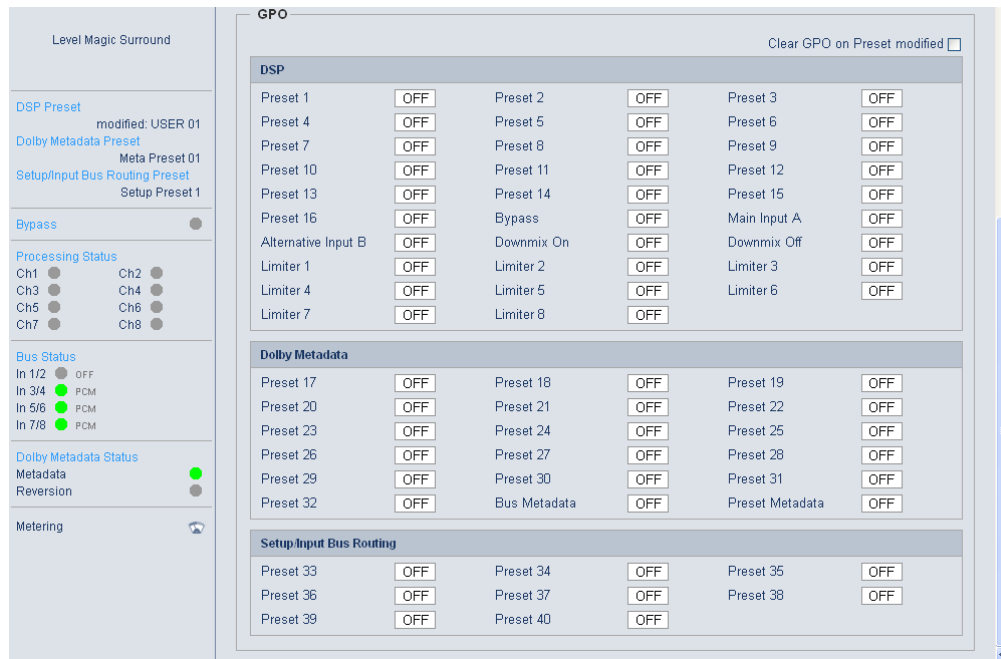 Level Magic Surround
DSP Preset
modified: USER 01
Dolby Metadata Preset
Meta Preset 01
Setup/Input Bus Routing Preset
Setup Preset 1
Bypass
Processing Status
Ch1 Ch2
Ch3 Ch4
Ch5 Ch6
Ch7 Ch8
Bus Status
In 1/2 OFF
In 3/4 PCM
In 5/6 PCM
In 7/8 PCM
Dolby Metadata Status
Metadata
Reversion
Metering
GPO
Clear GPO on Preset modified
DSP
Preset 1 OFF Preset 2 OFF Preset 3 OFF
Preset 4 OFF Preset 5 OFF Preset 6 OFF
Preset 7 OFF Preset 8 OFF Preset 9 OFF
Preset 10 OFF Preset 11 OFF Preset 12 OFF
Preset 13 OFF Preset 14 OFF Preset 15 OFF
Preset 16 OFF Bypass OFF Main Input A OFF
Alternative Input B OFF Downmix On OFF Downmix Off OFF
Limiter 1 OFF Limiter 2 OFF Limiter 3 OFF
Limiter 4 OFF Limiter 5 OFF Limiter 6 OFF
Limiter 7 OFF Limiter 8 OFF
Dolby Metadata
Preset 17 OFF Preset 18 OFF Preset 19 OFF
Preset 20 OFF Preset 21 OFF Preset 22 OFF
Preset 23 OFF Preset 24 OFF Preset 25 OFF
Preset 26 OFF Preset 27 OFF Preset 28 OFF
Preset 29 OFF Preset 30 OFF Preset 31 OFF
Preset 32 OFF Bus Metadata OFF Preset Metadata OFF
Setup/Input Bus Routing
Preset 33 OFF Preset 34 OFF Preset 35 OFF
Preset 36 OFF Preset 37 OFF Preset 38 OFF
Preset 39 OFF Preset 40 OFF